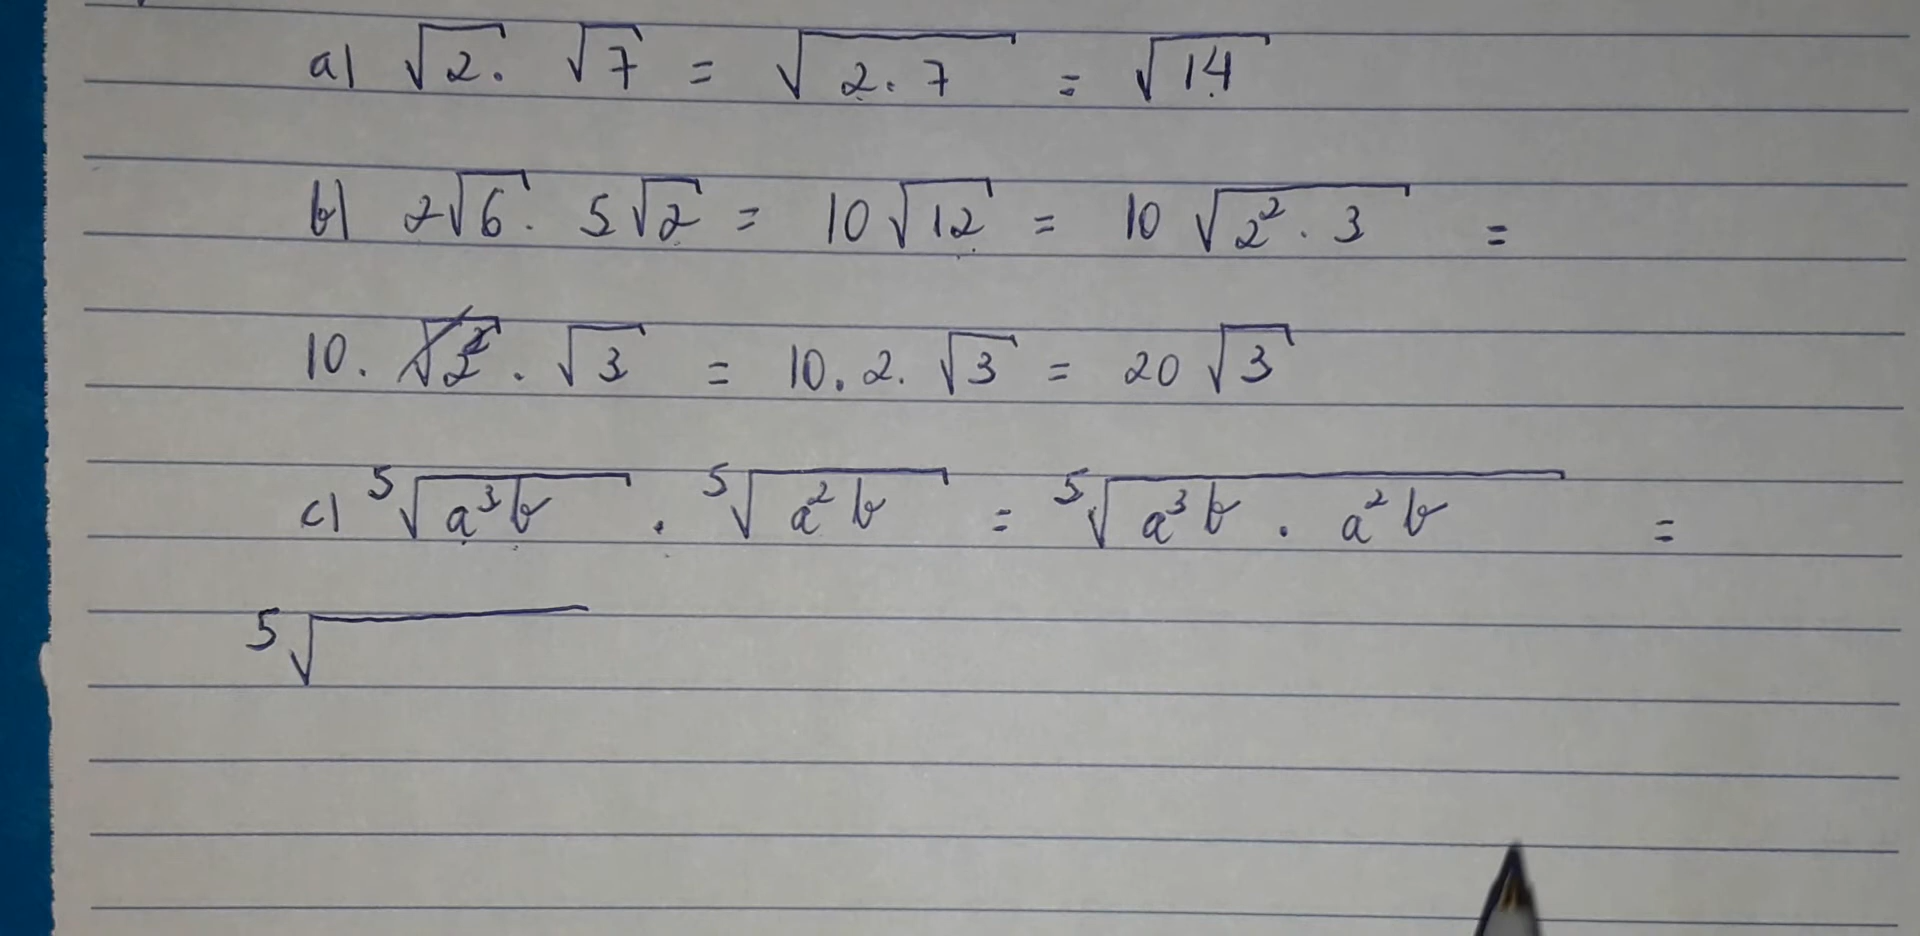 a) √2 . √7 = √2.7 = √14
b) 2√6 . 5√2 = 10√12 = 10√2² . 3 =
10 . √2² . √3 = 10 . 2 . √3 = 20√3
c) ⁵√a³b . ⁵√a²b = ⁵√a³b . a²b =
⁵√